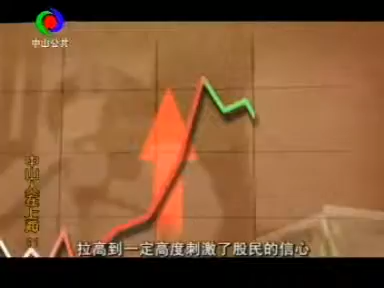 中山公共
中山人在上殿
拉高到一定高度刺激了股民的信心